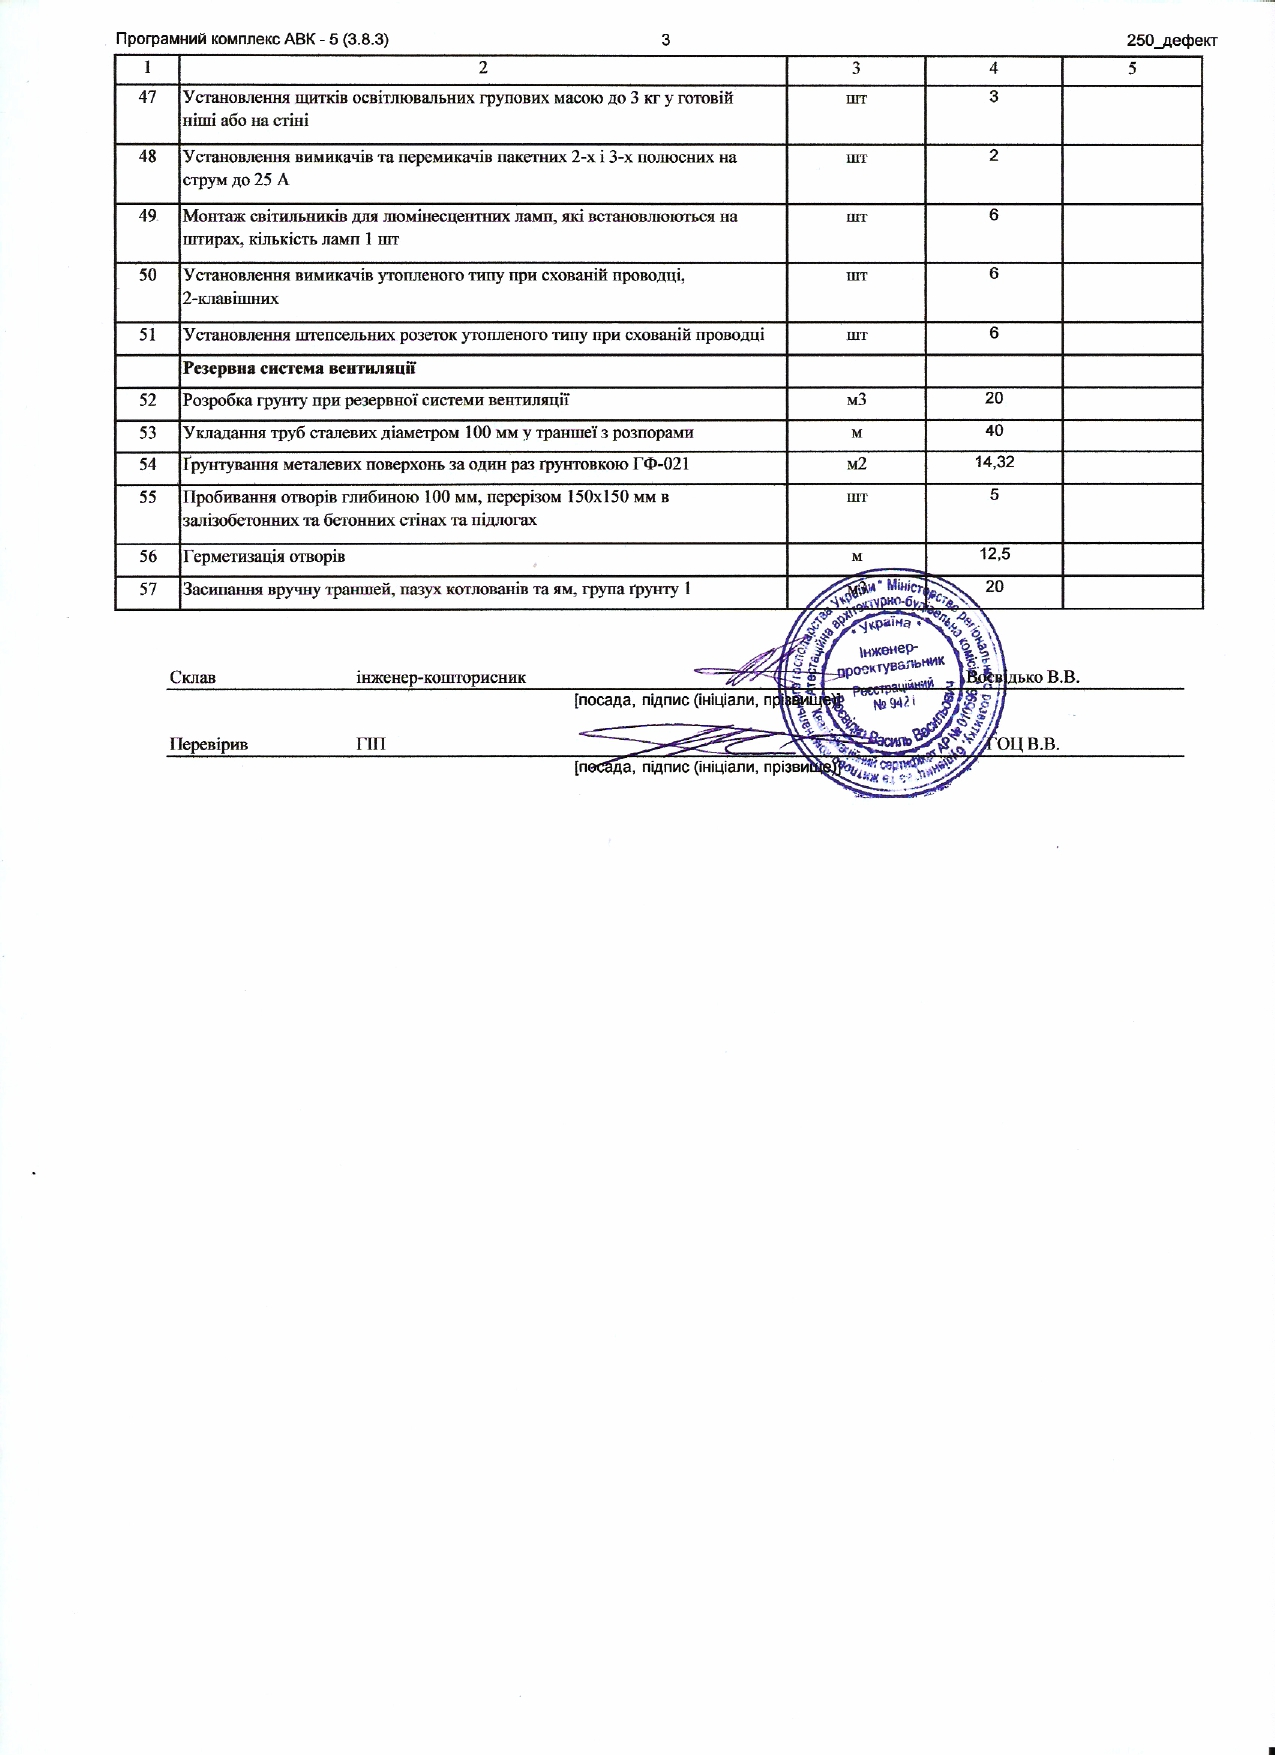 Програмний комплекс АВК - 5 (3.8.3) 3 250_дефект
1 2 3 4 5
47 Установлення щитків освітлювальних групових масою до 3 кг у готовій шт 3
ніші або на стіні
48 Установлення вимикачів та перемикачів пакетних 2-х і 3-х полюсних на шт 2
струм до 25 А
49 Монтаж світильників для люмінесцентних ламп, які встановлюються на шт 6
штирах, кількість ламп 1 шт
50 Установлення вимикачів утопленого типу при схованій проводці, шт 6
2-клавішних
51 Установлення штепсельних розеток утопленого типу при схованій проводці шт 6
Резервна система вентиляції
52 Розробка грунту при резервної системи вентиляції м3 20
53 Укладання труб сталевих діаметром 100 мм у траншеї з розпорами м 40
54 Ґрунтування металевих поверхонь за один раз ґрунтовкою ГФ-021 м2 14,32
55 Пробивання отворів глибиною 100 мм, перерізом 150х150 мм в шт 5
залізобетонних та бетонних стінах та підлогах
56 Герметизація отворів м 12,5
57 Засипання вручну траншей, пазух котлованів та ям, група ґрунту 1 м3 20
Україна
Інженер-
проектувальник
Реєстраційний
№ 9421
Склав інженер-кошторисник Восвідько В.В.
[посада, підпис (ініціали, прізвище)]
Перевірив ГІП ГОЦ В.В.
[посада, підпис (ініціали, прізвище)]